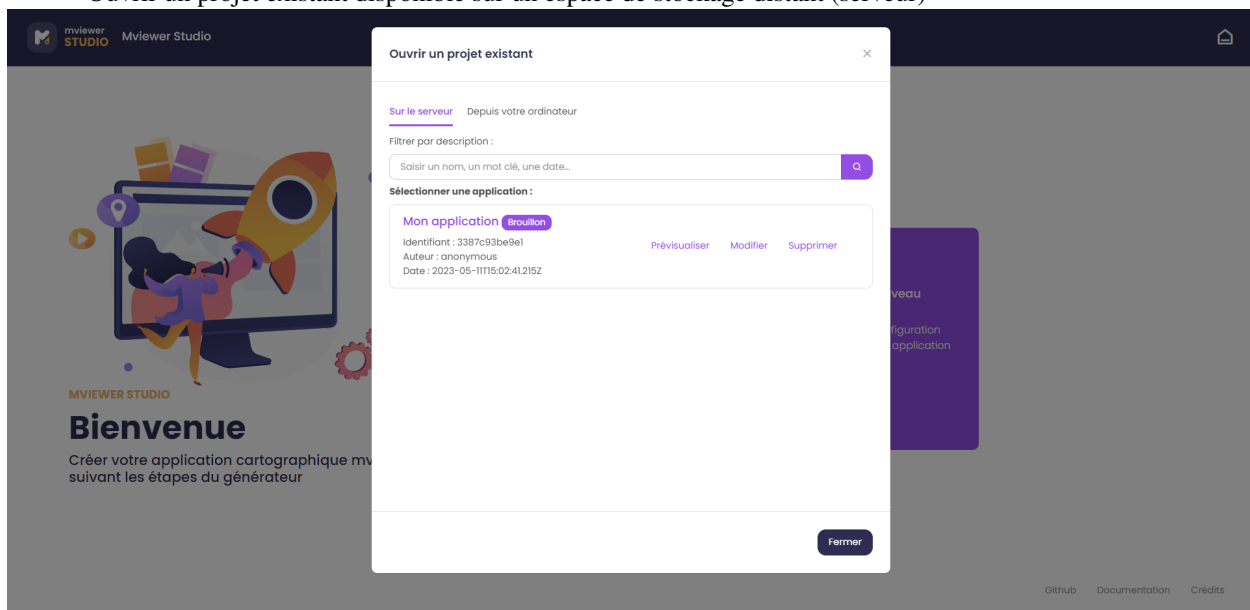 Ouvrir un projet existant disponible sur un espace de stockage distant (serveur)
mviewer
STUDIO
Mviewer Studio
Ouvrir un projet existant
Sur le serveur Depuis votre ordinateur
Filtrer par description :
Saisir un nom, un mot clé, une date...
Sélectionner une application :
Mon application Brouillon
Identifiant : 3387c93be9e1
Auteur : anonymous
Date : 2023-05-11T15:02:41.215Z
Prévisualiser Modifier Supprimer
veau
figuration
application
MVIEWER STUDIO
Bienvenue
Créer votre application cartographique mv
suivant les étapes du générateur
Fermer
Github Documentation Crédits